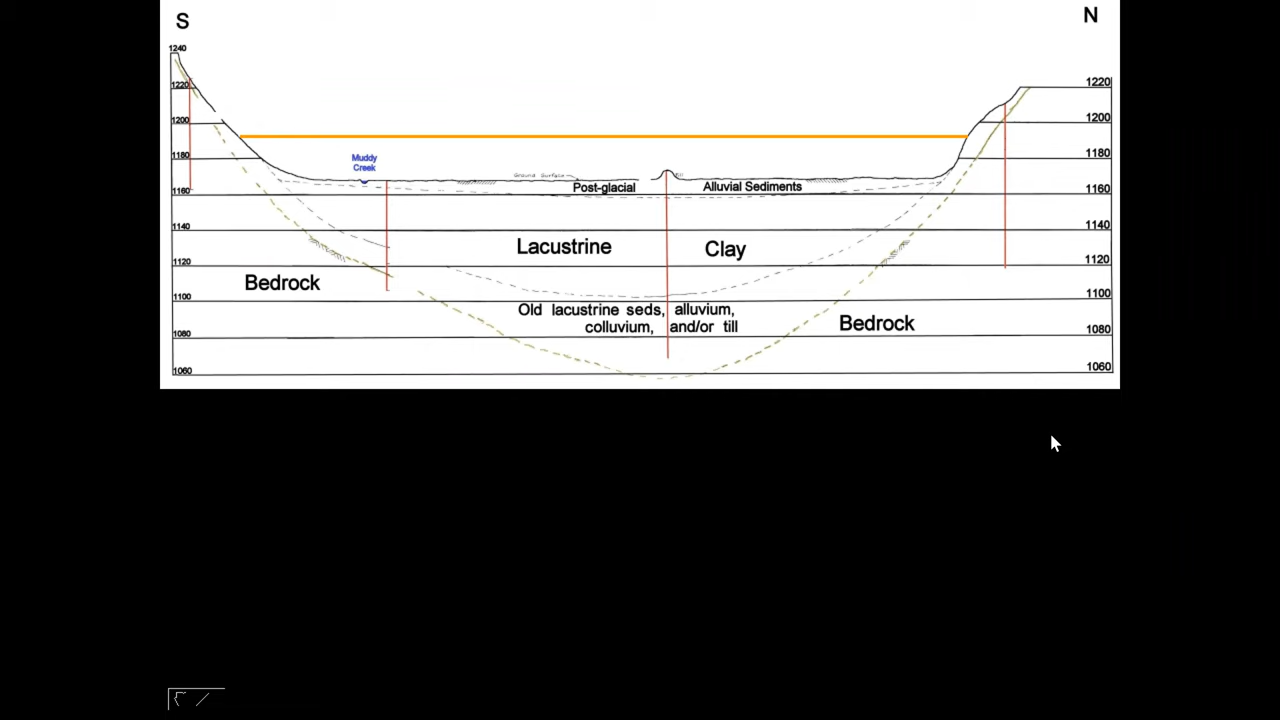 S
N
1240
1220
1220
1200
1200
1180
Muddy
Creek
1180
Ground Surface
Fill
1160
Post-glacial
Alluvial Sediments
1160
1140
1140
Lacustrine
Clay
1120
1120
Bedrock
1100
1100
Old lacustrine seds, alluvium,
colluvium, and/or till
Bedrock
1080
1080
1060
1060